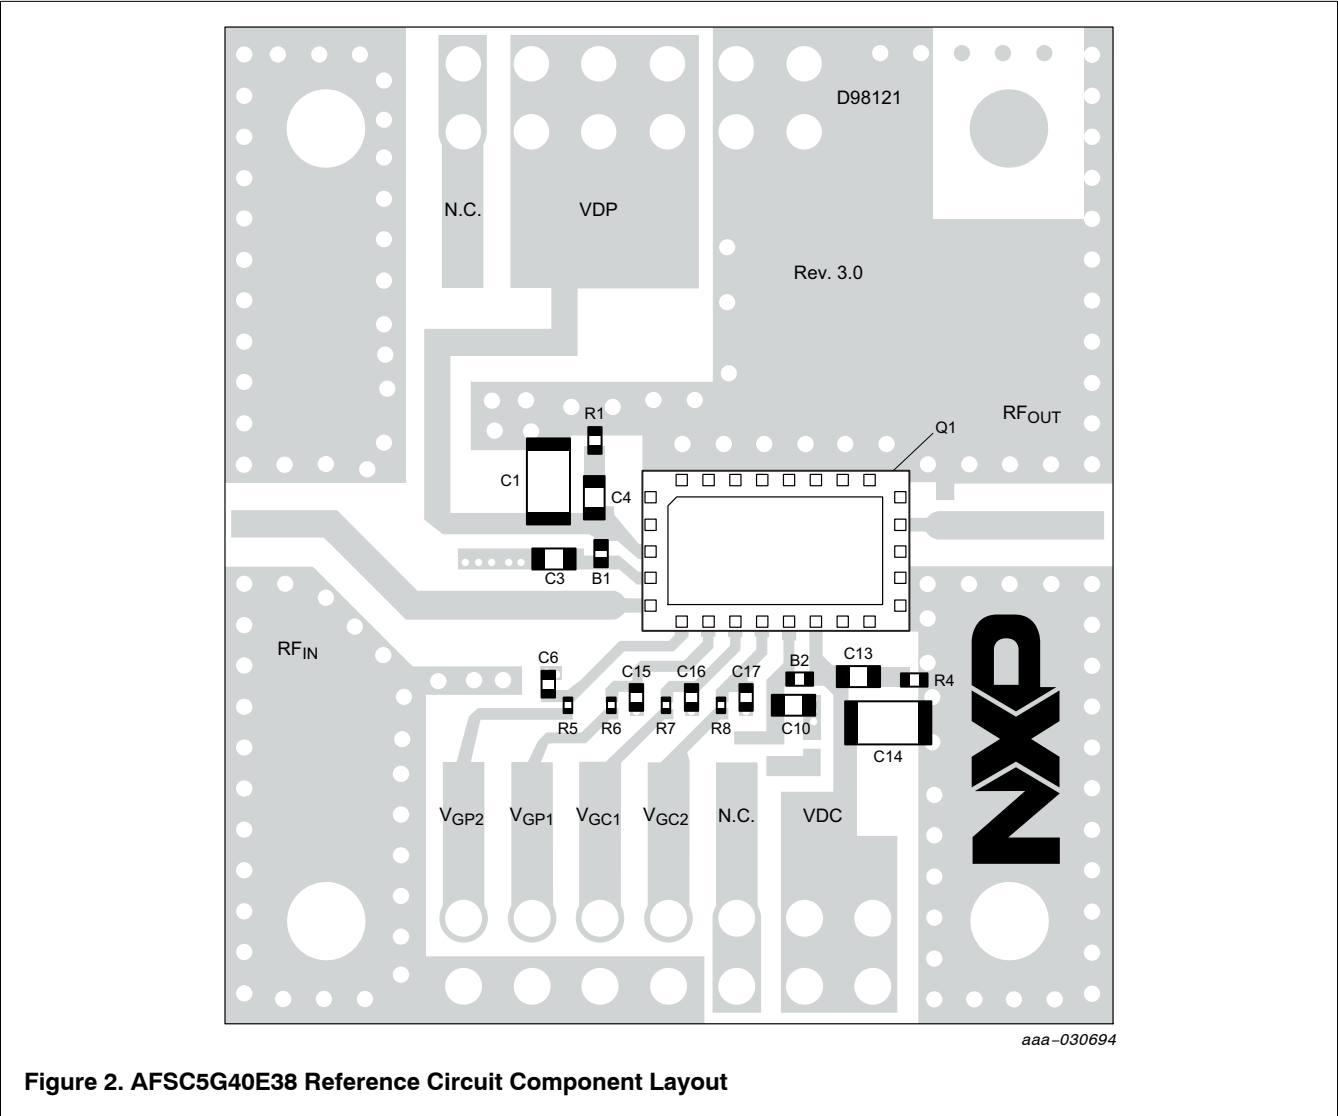 D98121
N.C. VDP
Rev. 3.0
R1 RFOUT
Q1
C1 C4
C3 B1
RFIN
C6 C15 C16 C17 B2 C13
R4
R5 R6 R7 R8 C10
C14
VGP2 VGP1 VGC1 VGC2 N.C. VDC
NXP
aaa-030694
Figure 2. AFSC5G40E38 Reference Circuit Component Layout